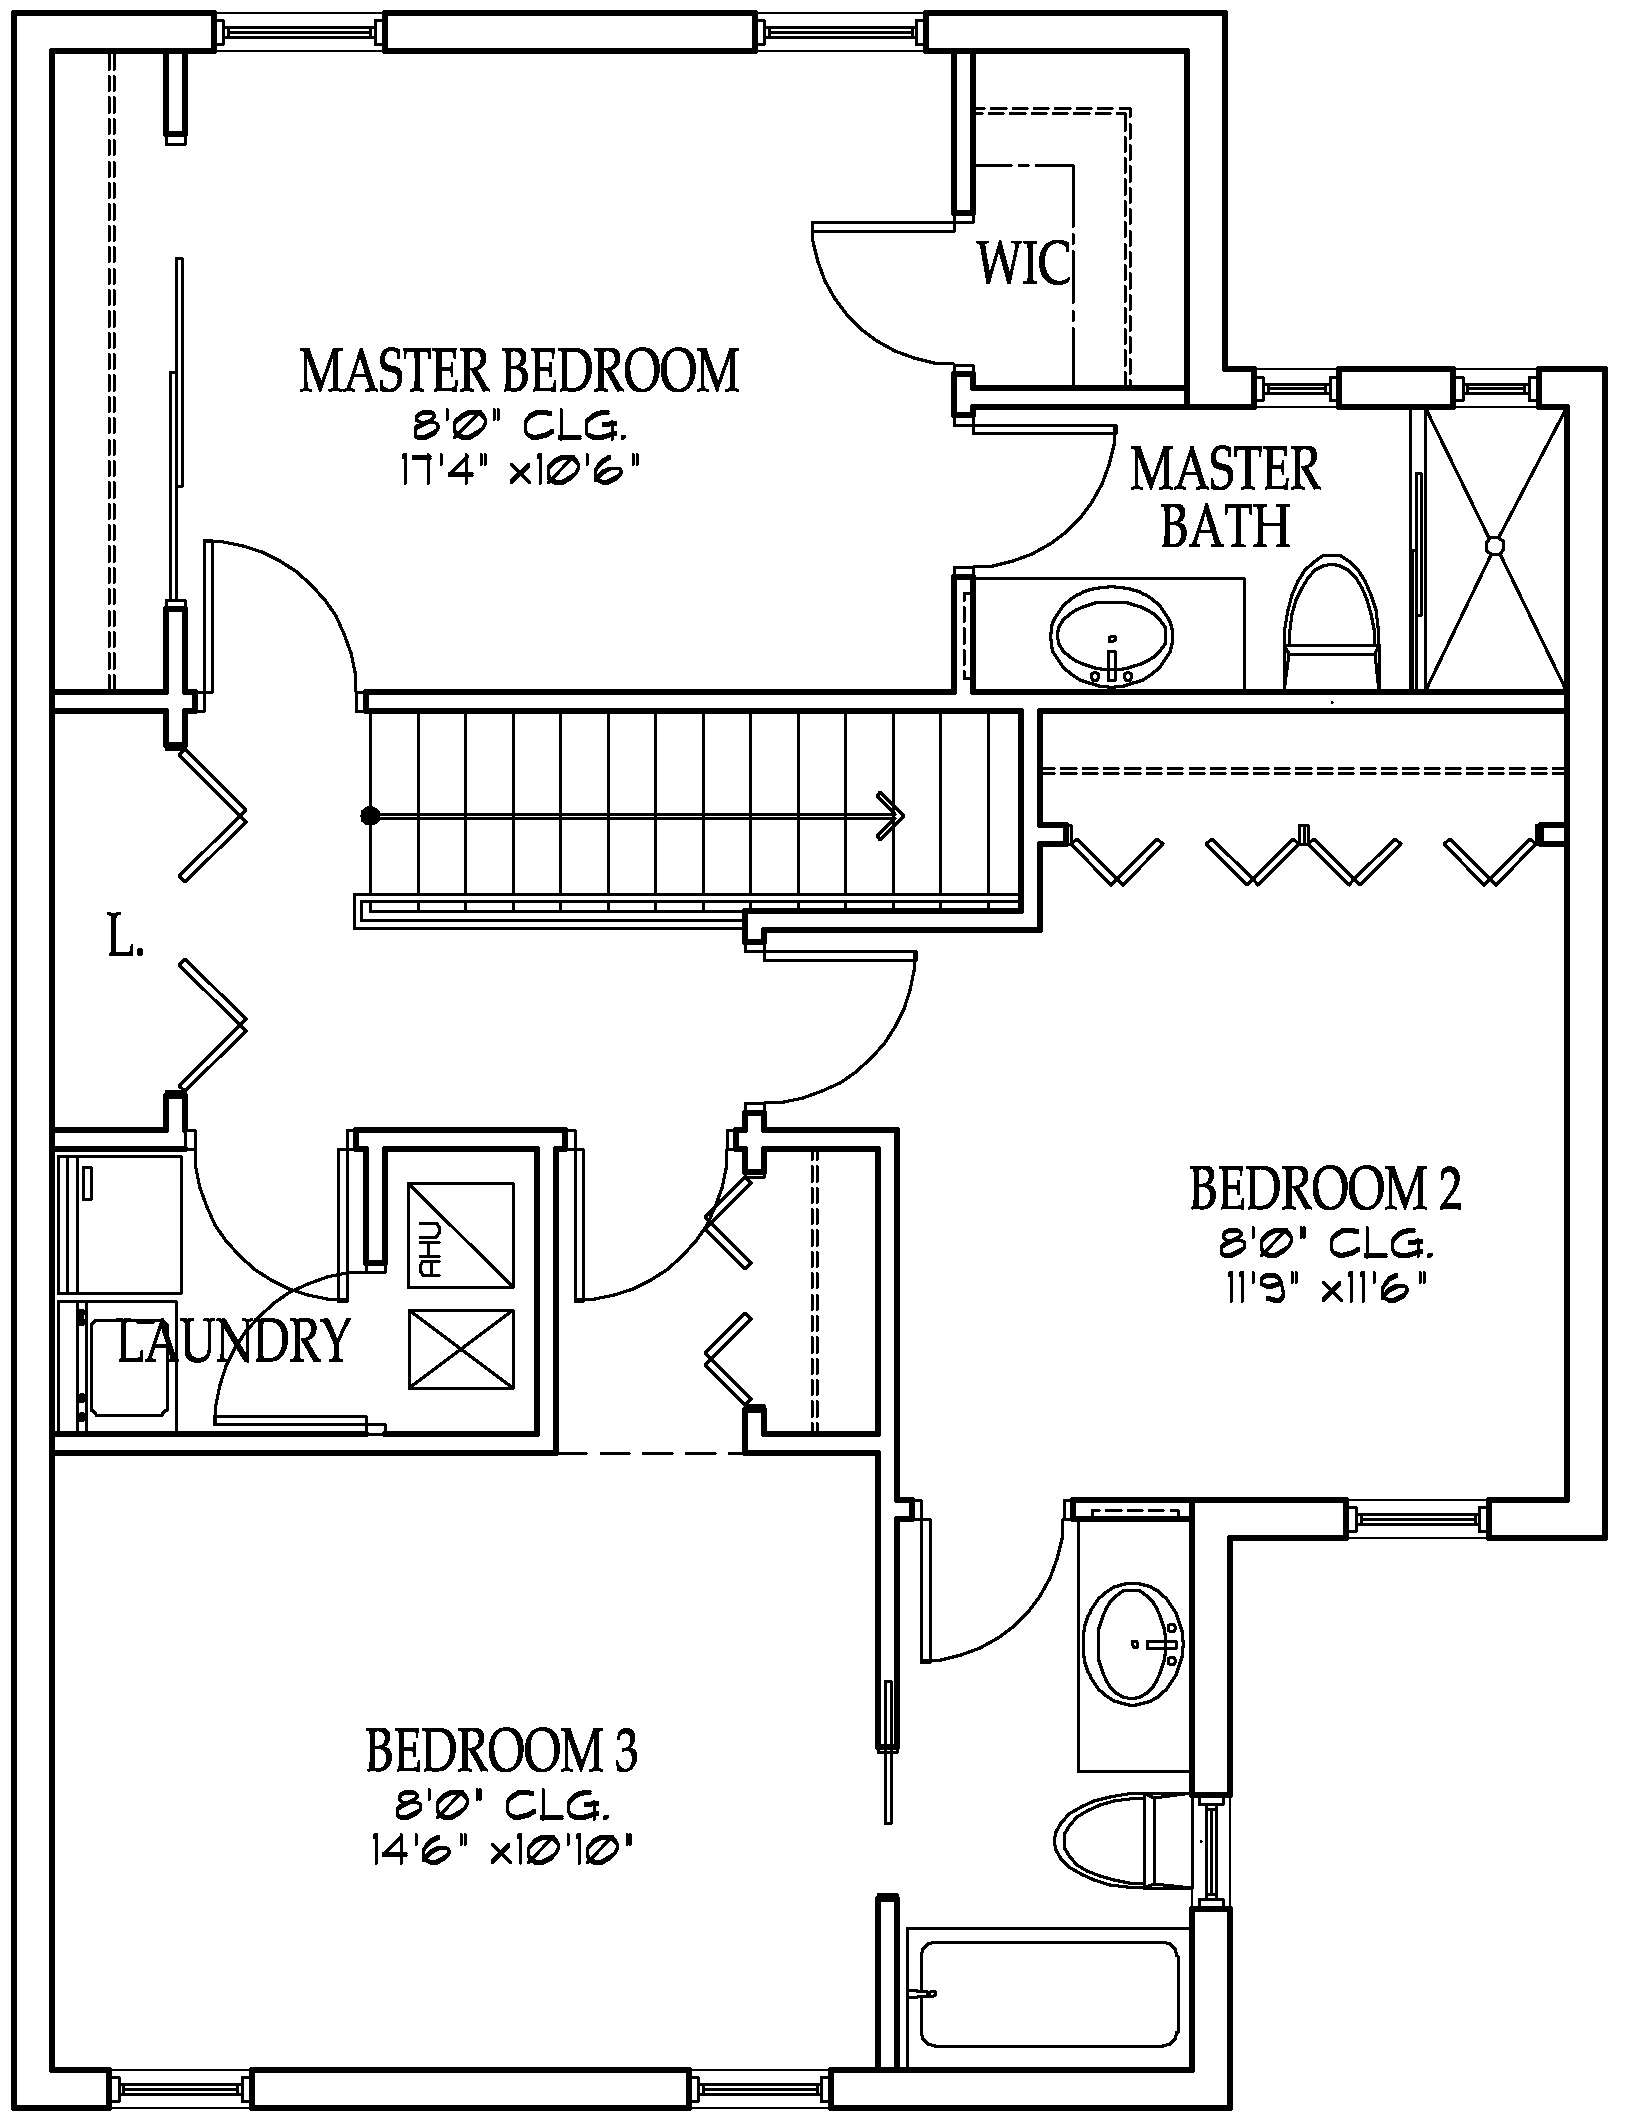 WIC
MASTER BEDROOM
8'0" CLG.
17'4" x10'6"
MASTER
BATH
L.
BEDROOM 2
8'0" CLG.
11'9" x11'6"
AHU
LAUNDRY
BEDROOM 3
8'0" CLG.
14'6" x10'10"